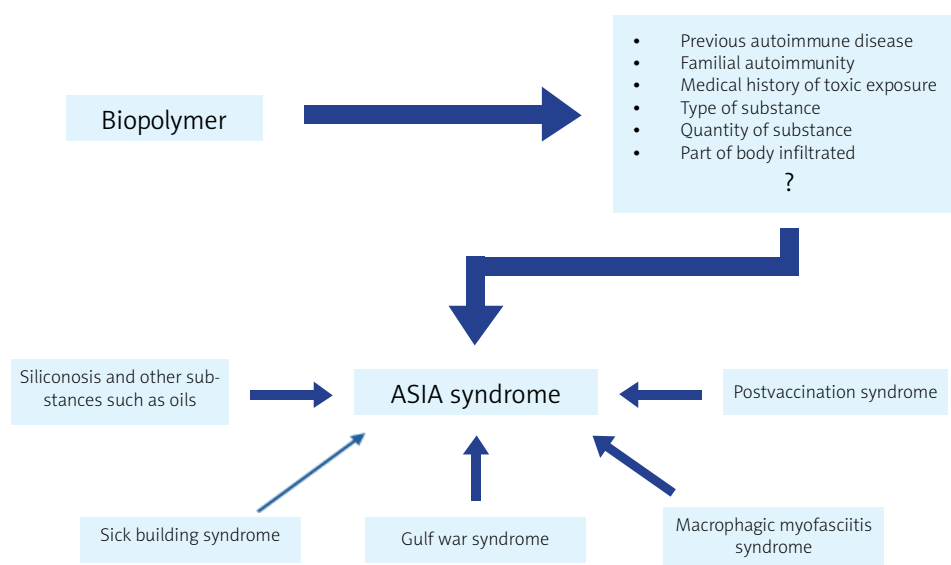 Biopolymer
• Previous autoimmune disease
• Familial autoimmunity
• Medical history of toxic exposure
• Type of substance
• Quantity of substance
• Part of body infiltrated
?
Siliconosis and other sub-
stances such as oils
ASIA syndrome
Postvaccination syndrome
Sick building syndrome
Gulf war syndrome
Macrophagic myofasciitis
syndrome